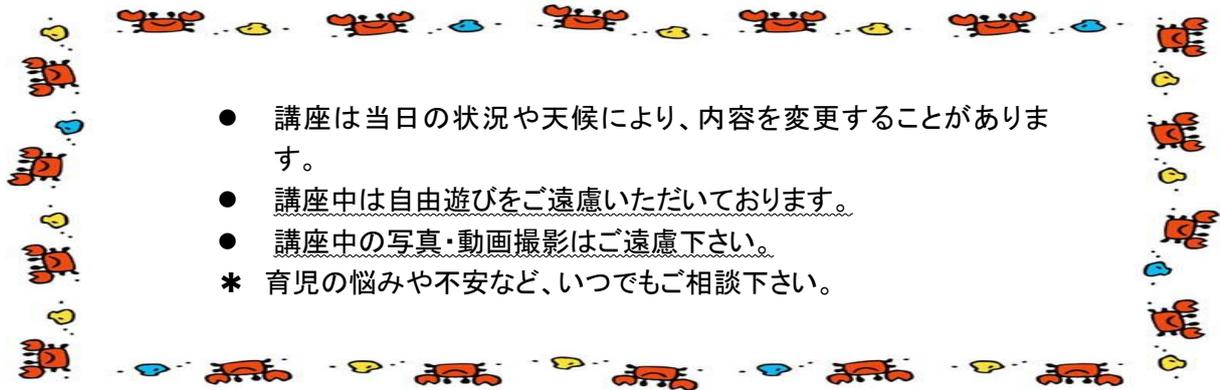 ● 講座は当日の状況や天候により、内容を変更することがありま
す。
● 講座中は自由遊びをご遠慮いただいております。
● 講座中の写真・動画撮影はご遠慮下さい。
＊ 育児の悩みや不安など、いつでもご相談下さい。